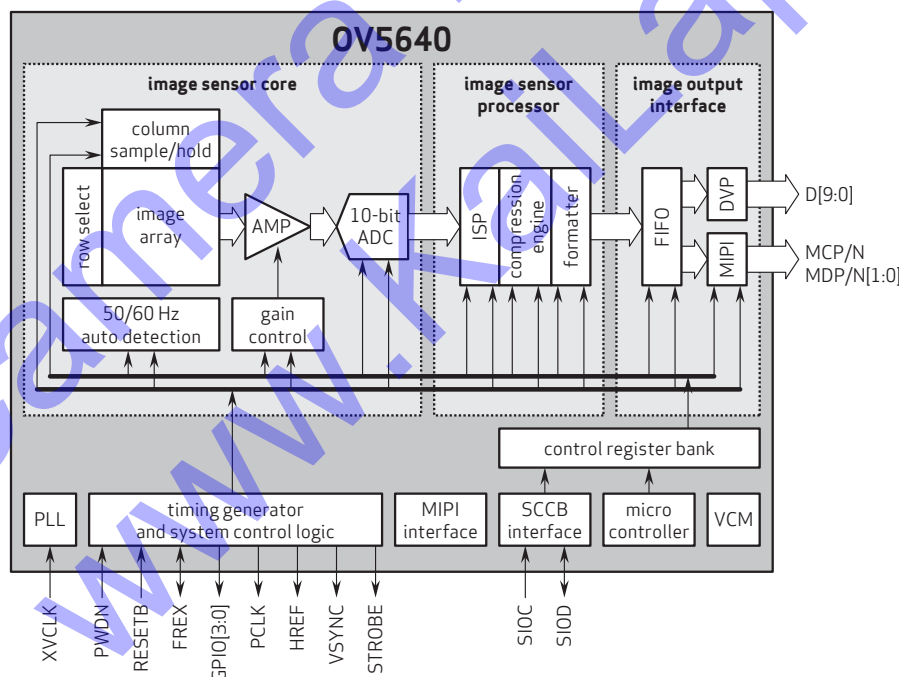 OV5640
image sensor core
image sensor
processor
image output
interface
column
sample/hold
row select
image
array
AMP
10-bit
ADC
ISP
compression
engine
formatter
FIFO
DVP
MIPI
D[9:0]
MCP/N
MDP/N[1:0]
50/60 Hz
auto detection
gain
control
control register bank
PLL
timing generator
and system control logic
MIPI
interface
SCCB
interface
micro
controller
VCM
XVCLK
PWDN
RESETB
FREX
GPIO[3:0]
PCLK
HREF
VSYNC
STROBE
SIOC
SIOD
camera
www.KaiLa